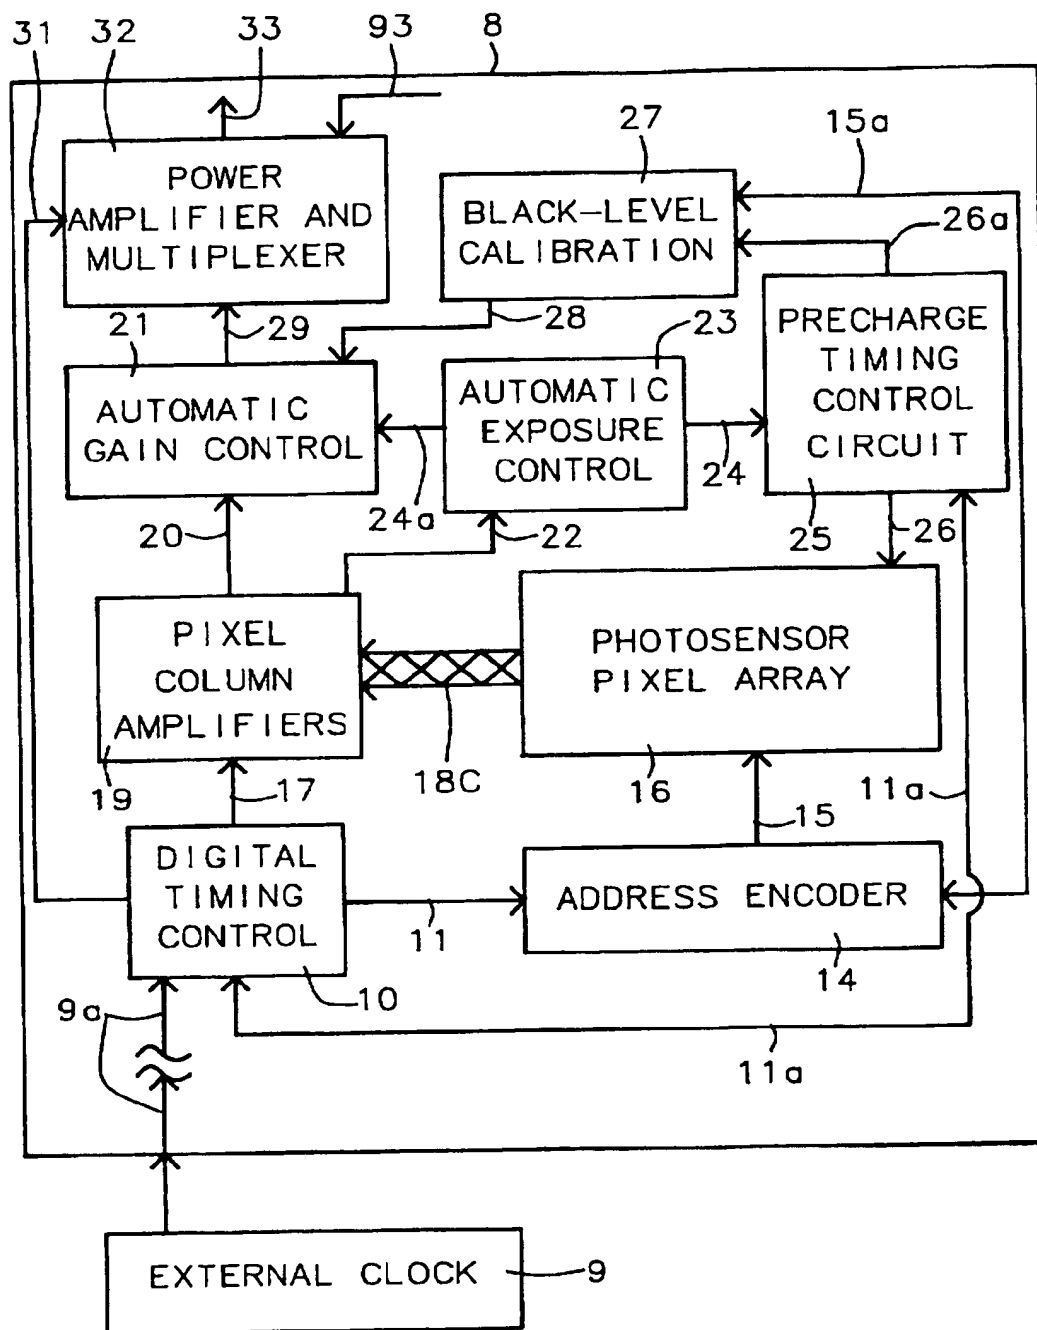 31
32
33
93
8
POWER
AMPLIFIER AND
MULTIPLEXER
27
BLACK-LEVEL
CALIBRATION
15a
26a
21
29
28
23
PRECHARGE
TIMING
CONTROL
CIRCUIT
AUTOMATIC
GAIN CONTROL
AUTOMATIC
EXPOSURE
CONTROL
24a
24
20
22
25
26
PIXEL
COLUMN
AMPLIFIERS
PHOTOSENSOR
PIXEL ARRAY
19
17
18C
16
15
11a
DIGITAL
TIMING
CONTROL
11
ADDRESS ENCODER
14
10
9a
11a
EXTERNAL CLOCK
9